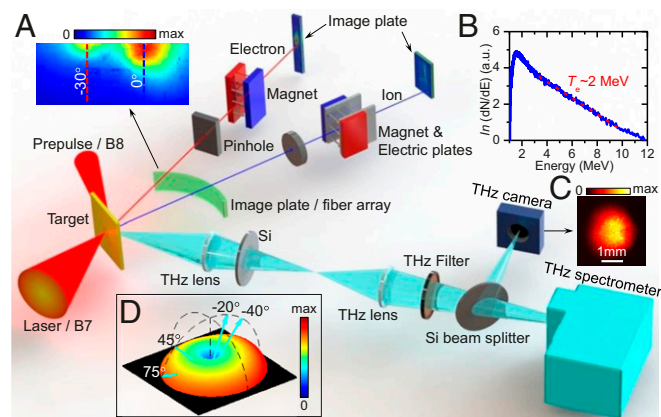 A
0
max
-30°
0°
Electron
Image plate
Ion
Magnet
Pinhole
Magnet &
Electric plates
Prepulse / B8
Target
Image plate / fiber array
Laser / B7
THz lens
Si
THz lens
THz Filter
Si beam splitter
THz camera
THz spectrometer
B
6
4
2
0
ln (dN/dE) (a.u.)
Te~2 MeV
2
4
6
8
10
12
Energy (MeV)
C
0
max
1mm
D
-20°
-40°
45°
75°
max
0